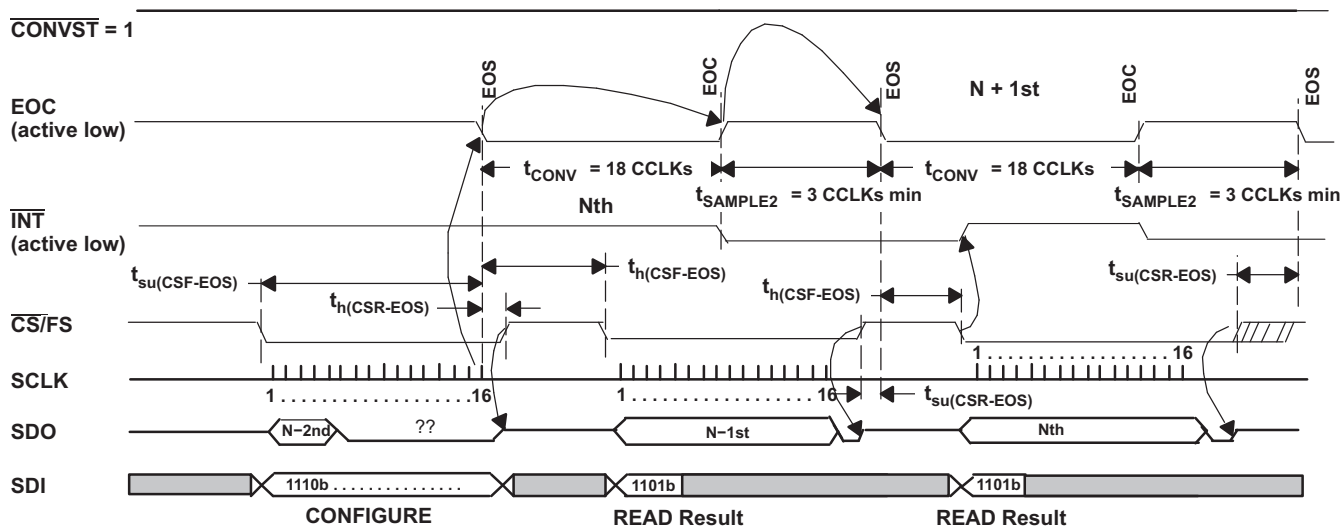 CONVST = 1
EOS
EOC
EOS
N + 1st
EOC
EOS
EOC
(active low)
tCONV = 18 CCLKs
tCONV = 18 CCLKs
tSAMPLE2 = 3 CCLKs min
tSAMPLE2 = 3 CCLKs min
Nth
INT
(active low)
tsu(CSF-EOS)
th(CSF-EOS)
tsu(CSR-EOS)
th(CSR-EOS)
th(CSF-EOS)
CS/FS
1 . . . . . . . . . . . . . . . . . . . 16
SCLK
1 . . . . . . . . . . . . . . . . . . . 16
1 . . . . . . . . . . . . . . . . . . . 16
tsu(CSR-EOS)
SDO
N−2nd
??
N−1st
Nth
SDI
1110b . . . . . . . . . . . . . . .
1101b
1101b
CONFIGURE
READ Result
READ Result